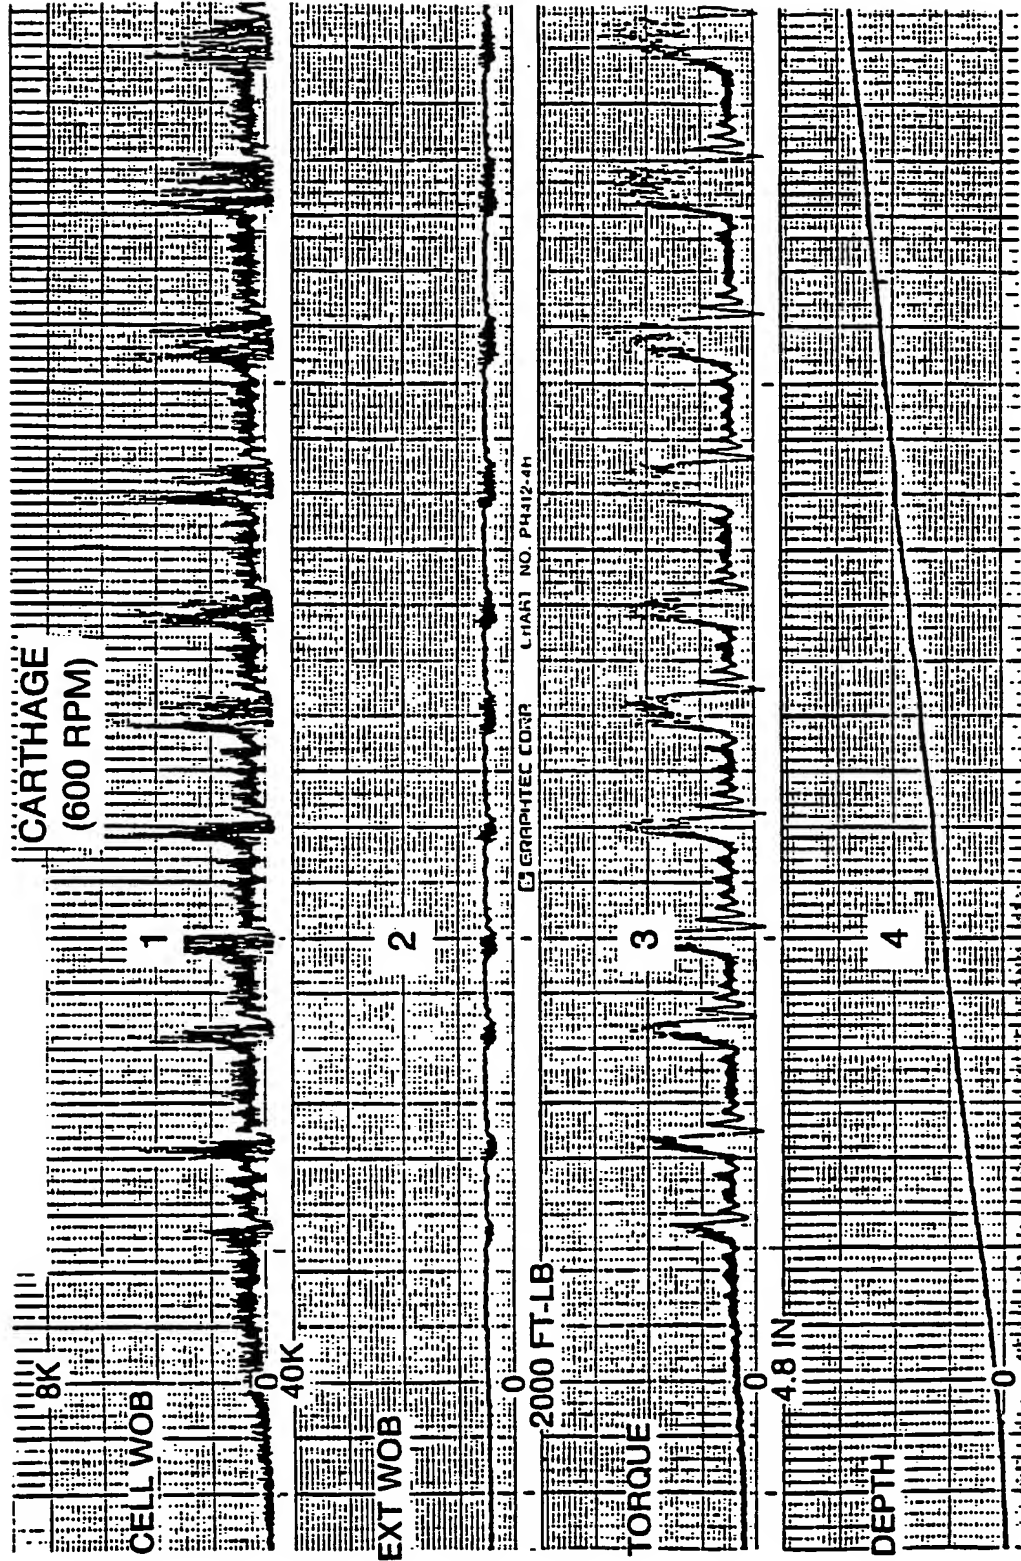 CARTHAGE
(600 RPM)
8K
CELL WOB
0
1
40K
EXT WOB
0
2
GRAPHTEC CORP. CHART NO. PH412-4H
2000 FT-LB
TORQUE
0
3
4.8 IN
DEPTH
0
4